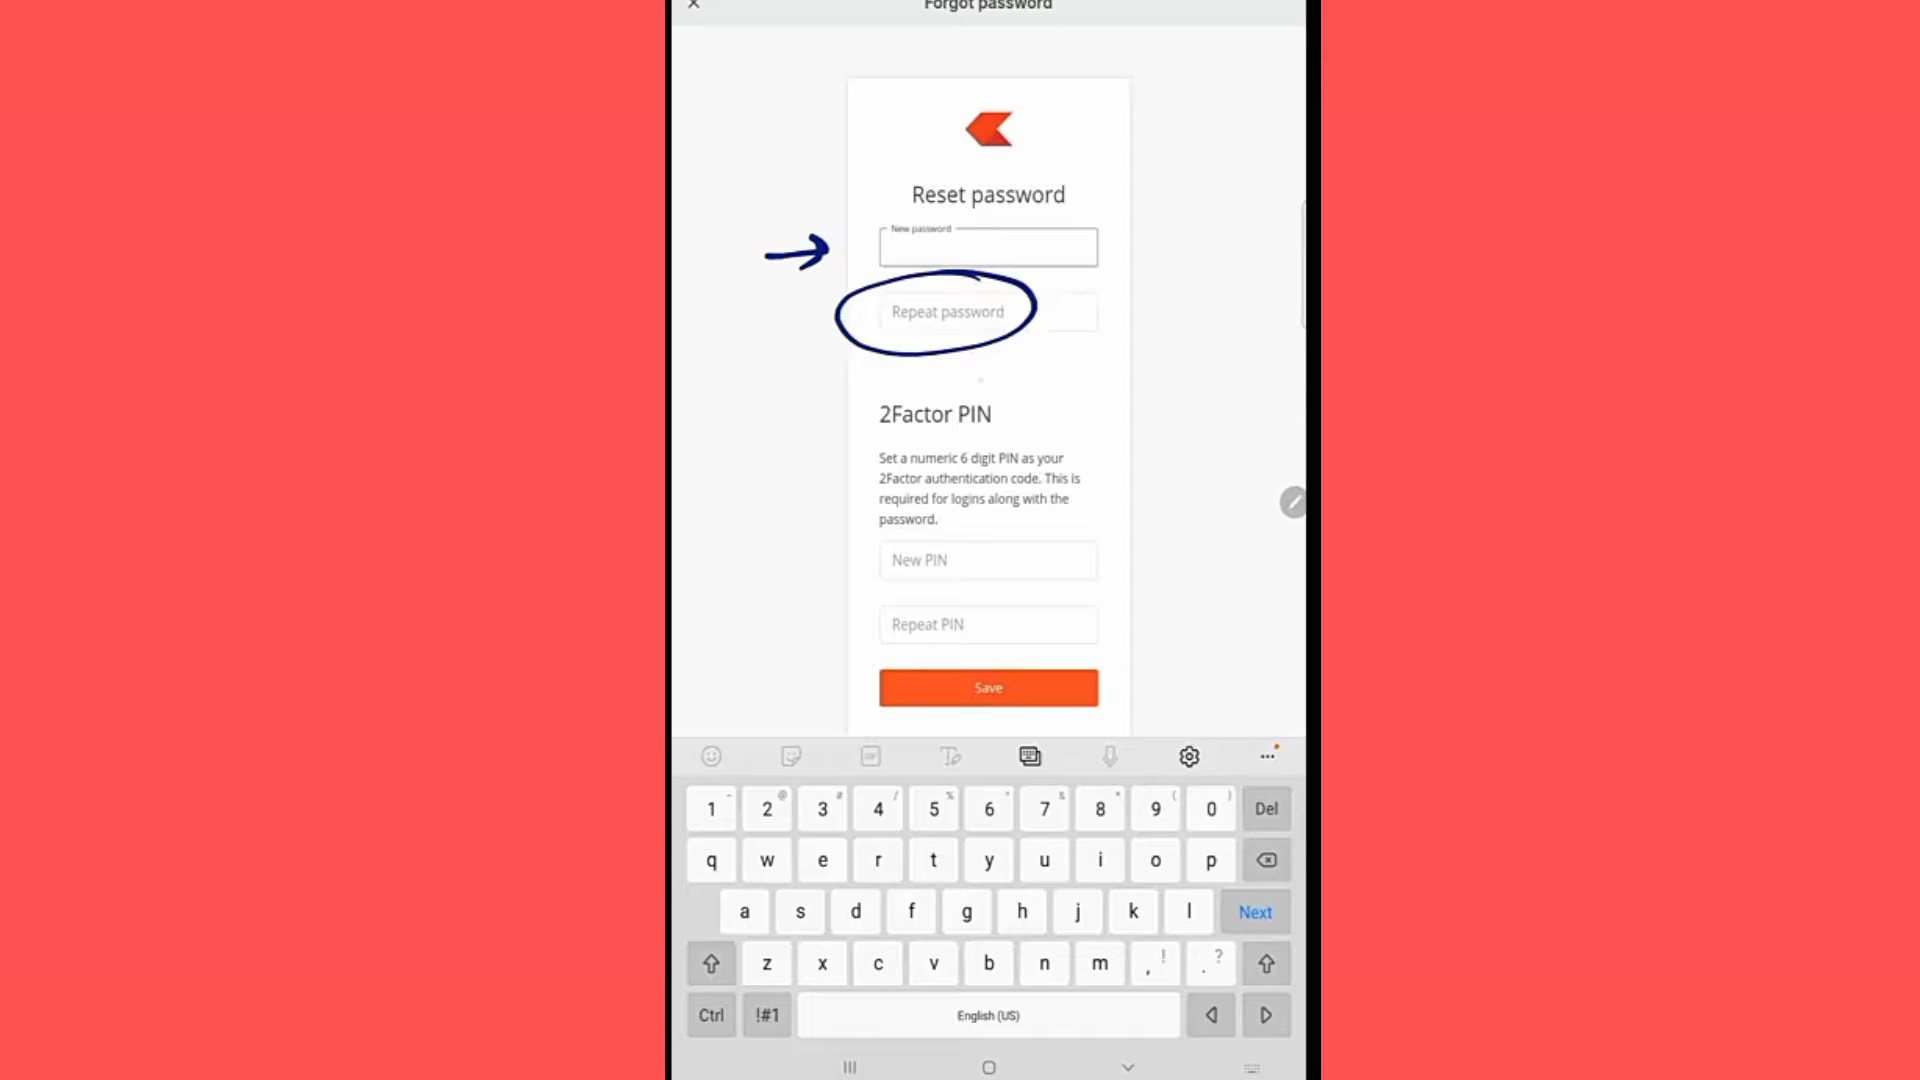 Forgot password
Reset password
New password
Repeat password
2Factor PIN
Set a numeric 6 digit PIN as your
2Factor authentication code. This is
required for logins along with the
password.
New PIN
Repeat PIN
Save
1 2 3 4 5 6 7 8 9 0 Del
q w e r t y u i o p
a s d f g h j k l Next
z x c v b n m , ! . ?
Ctrl !#1 English (US)